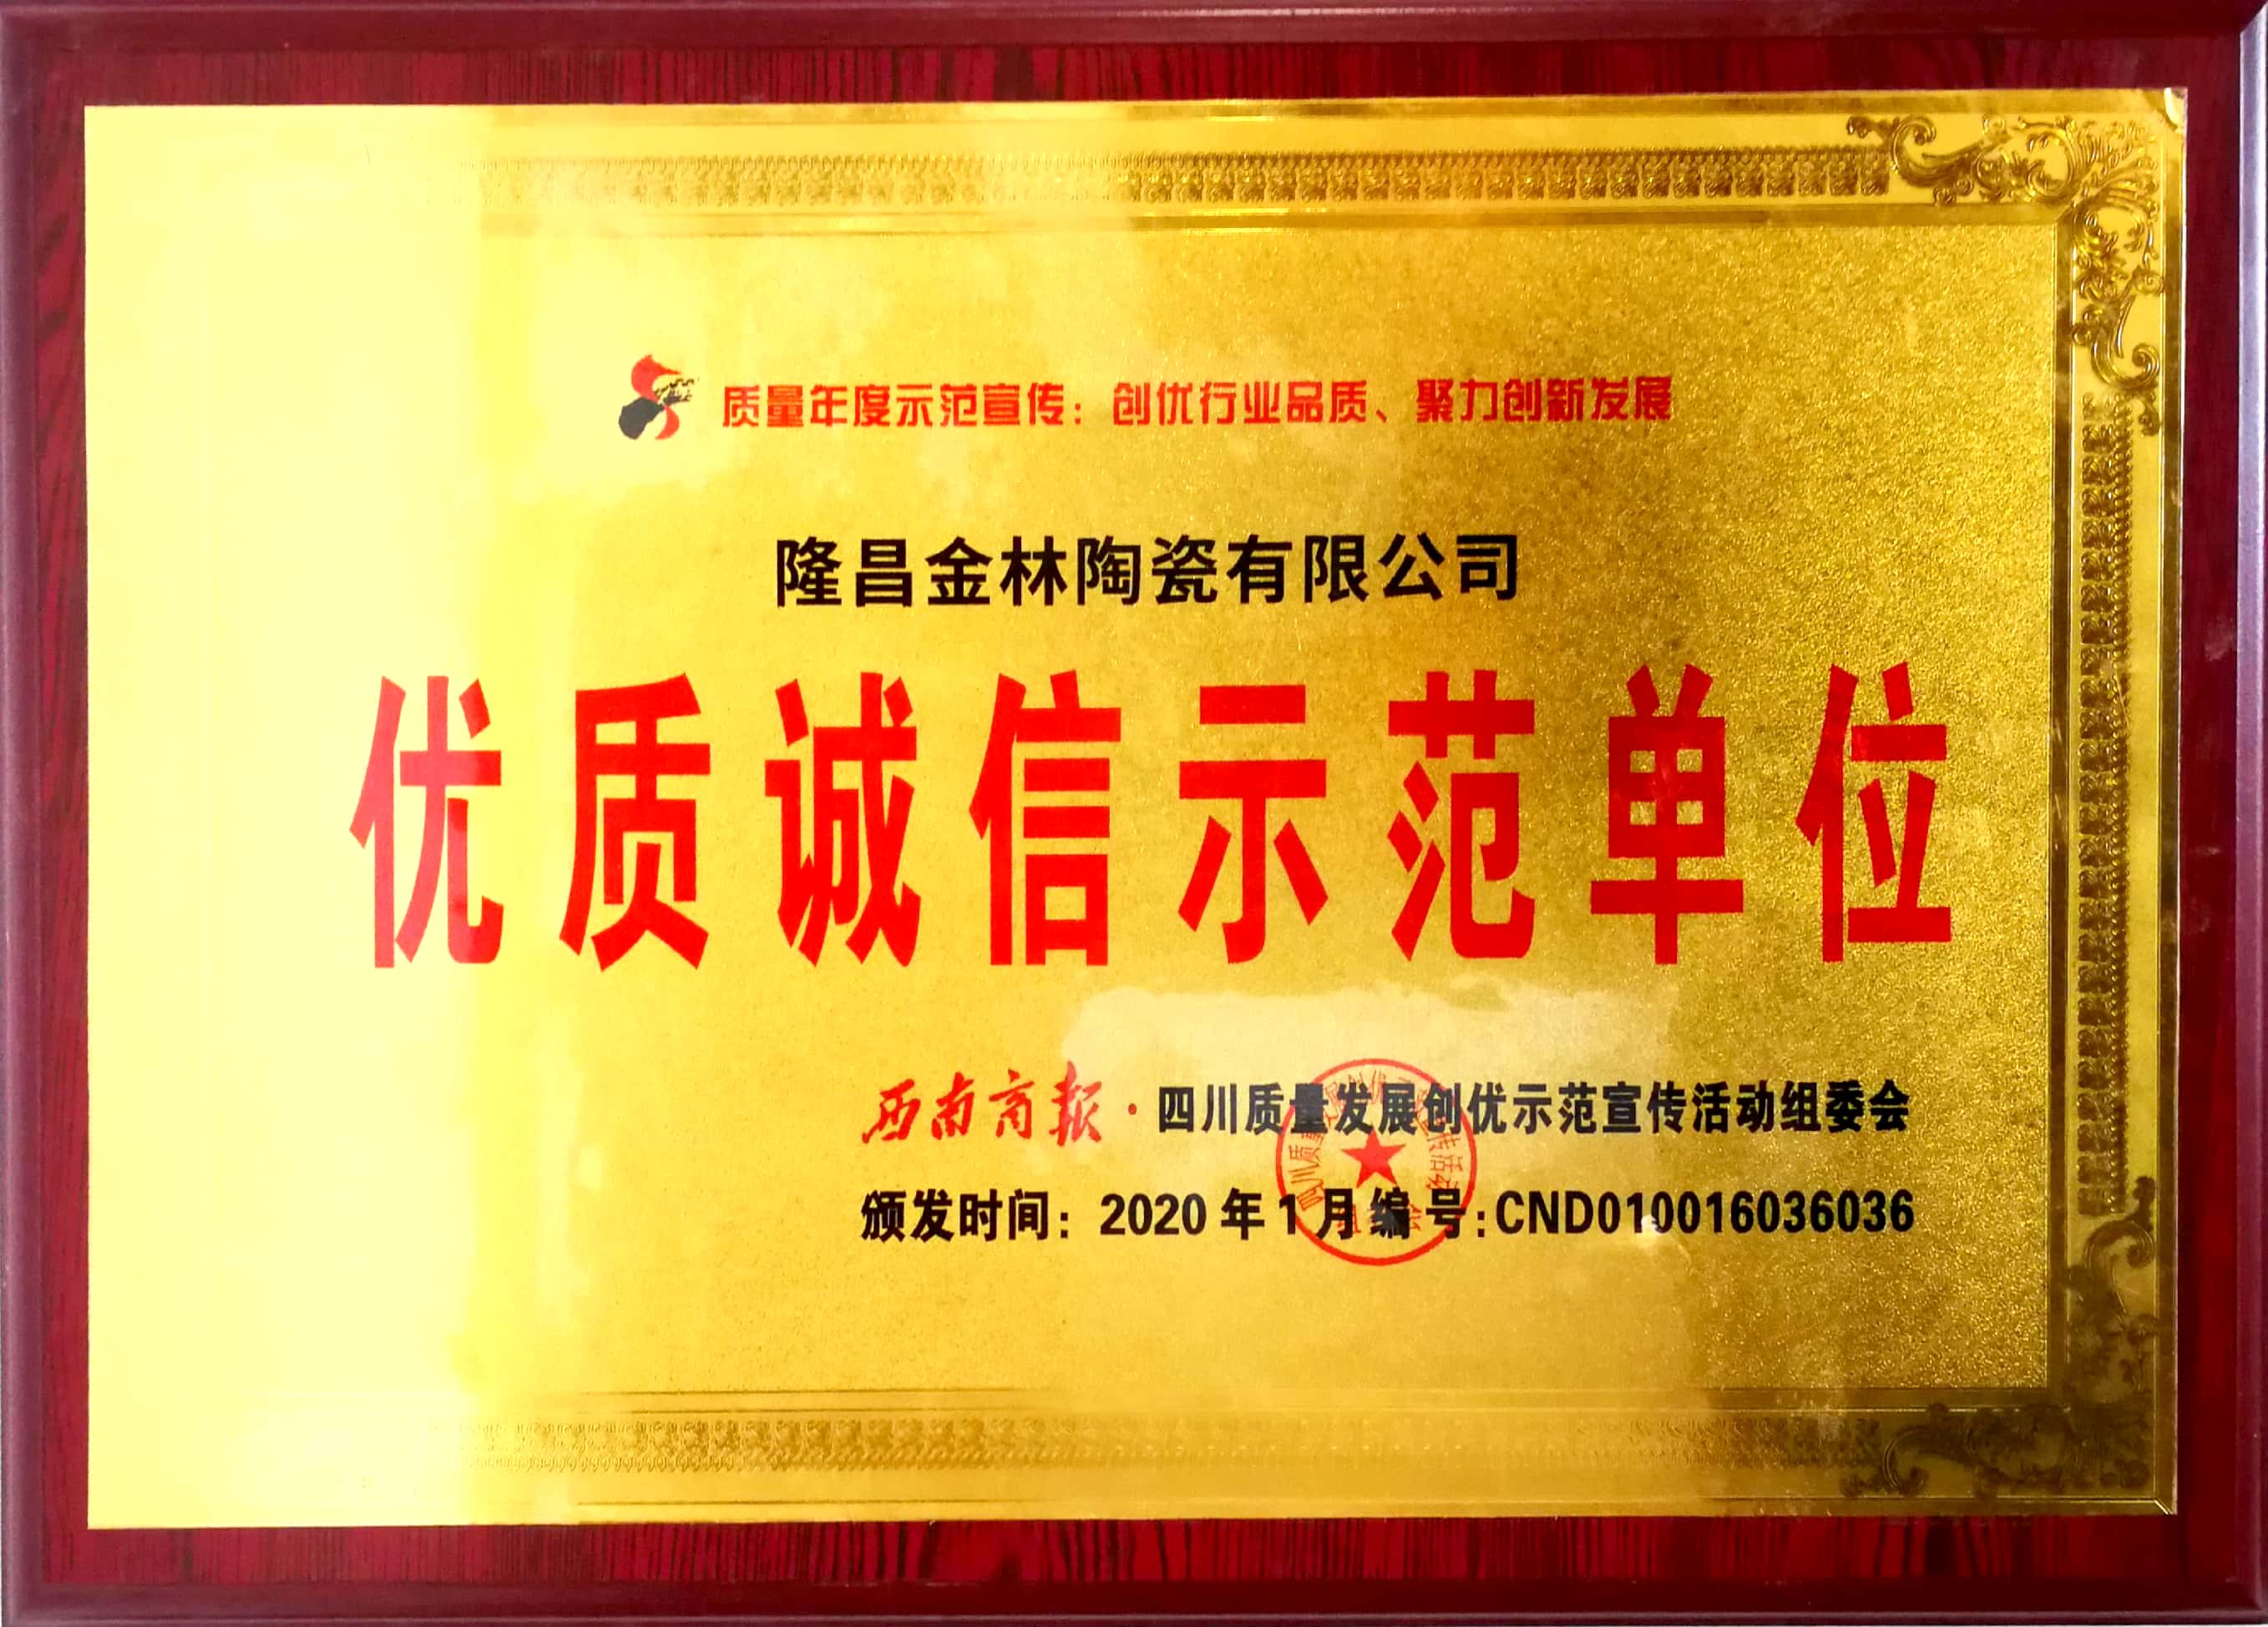 质量年度示范宣传：创优行业品质、聚力创新发展
隆昌金林陶瓷有限公司
优质诚信示范单位
西南商报·四川质量发展创优示范宣传活动组委会
颁发时间：2020年1月 编号:CND010016036036